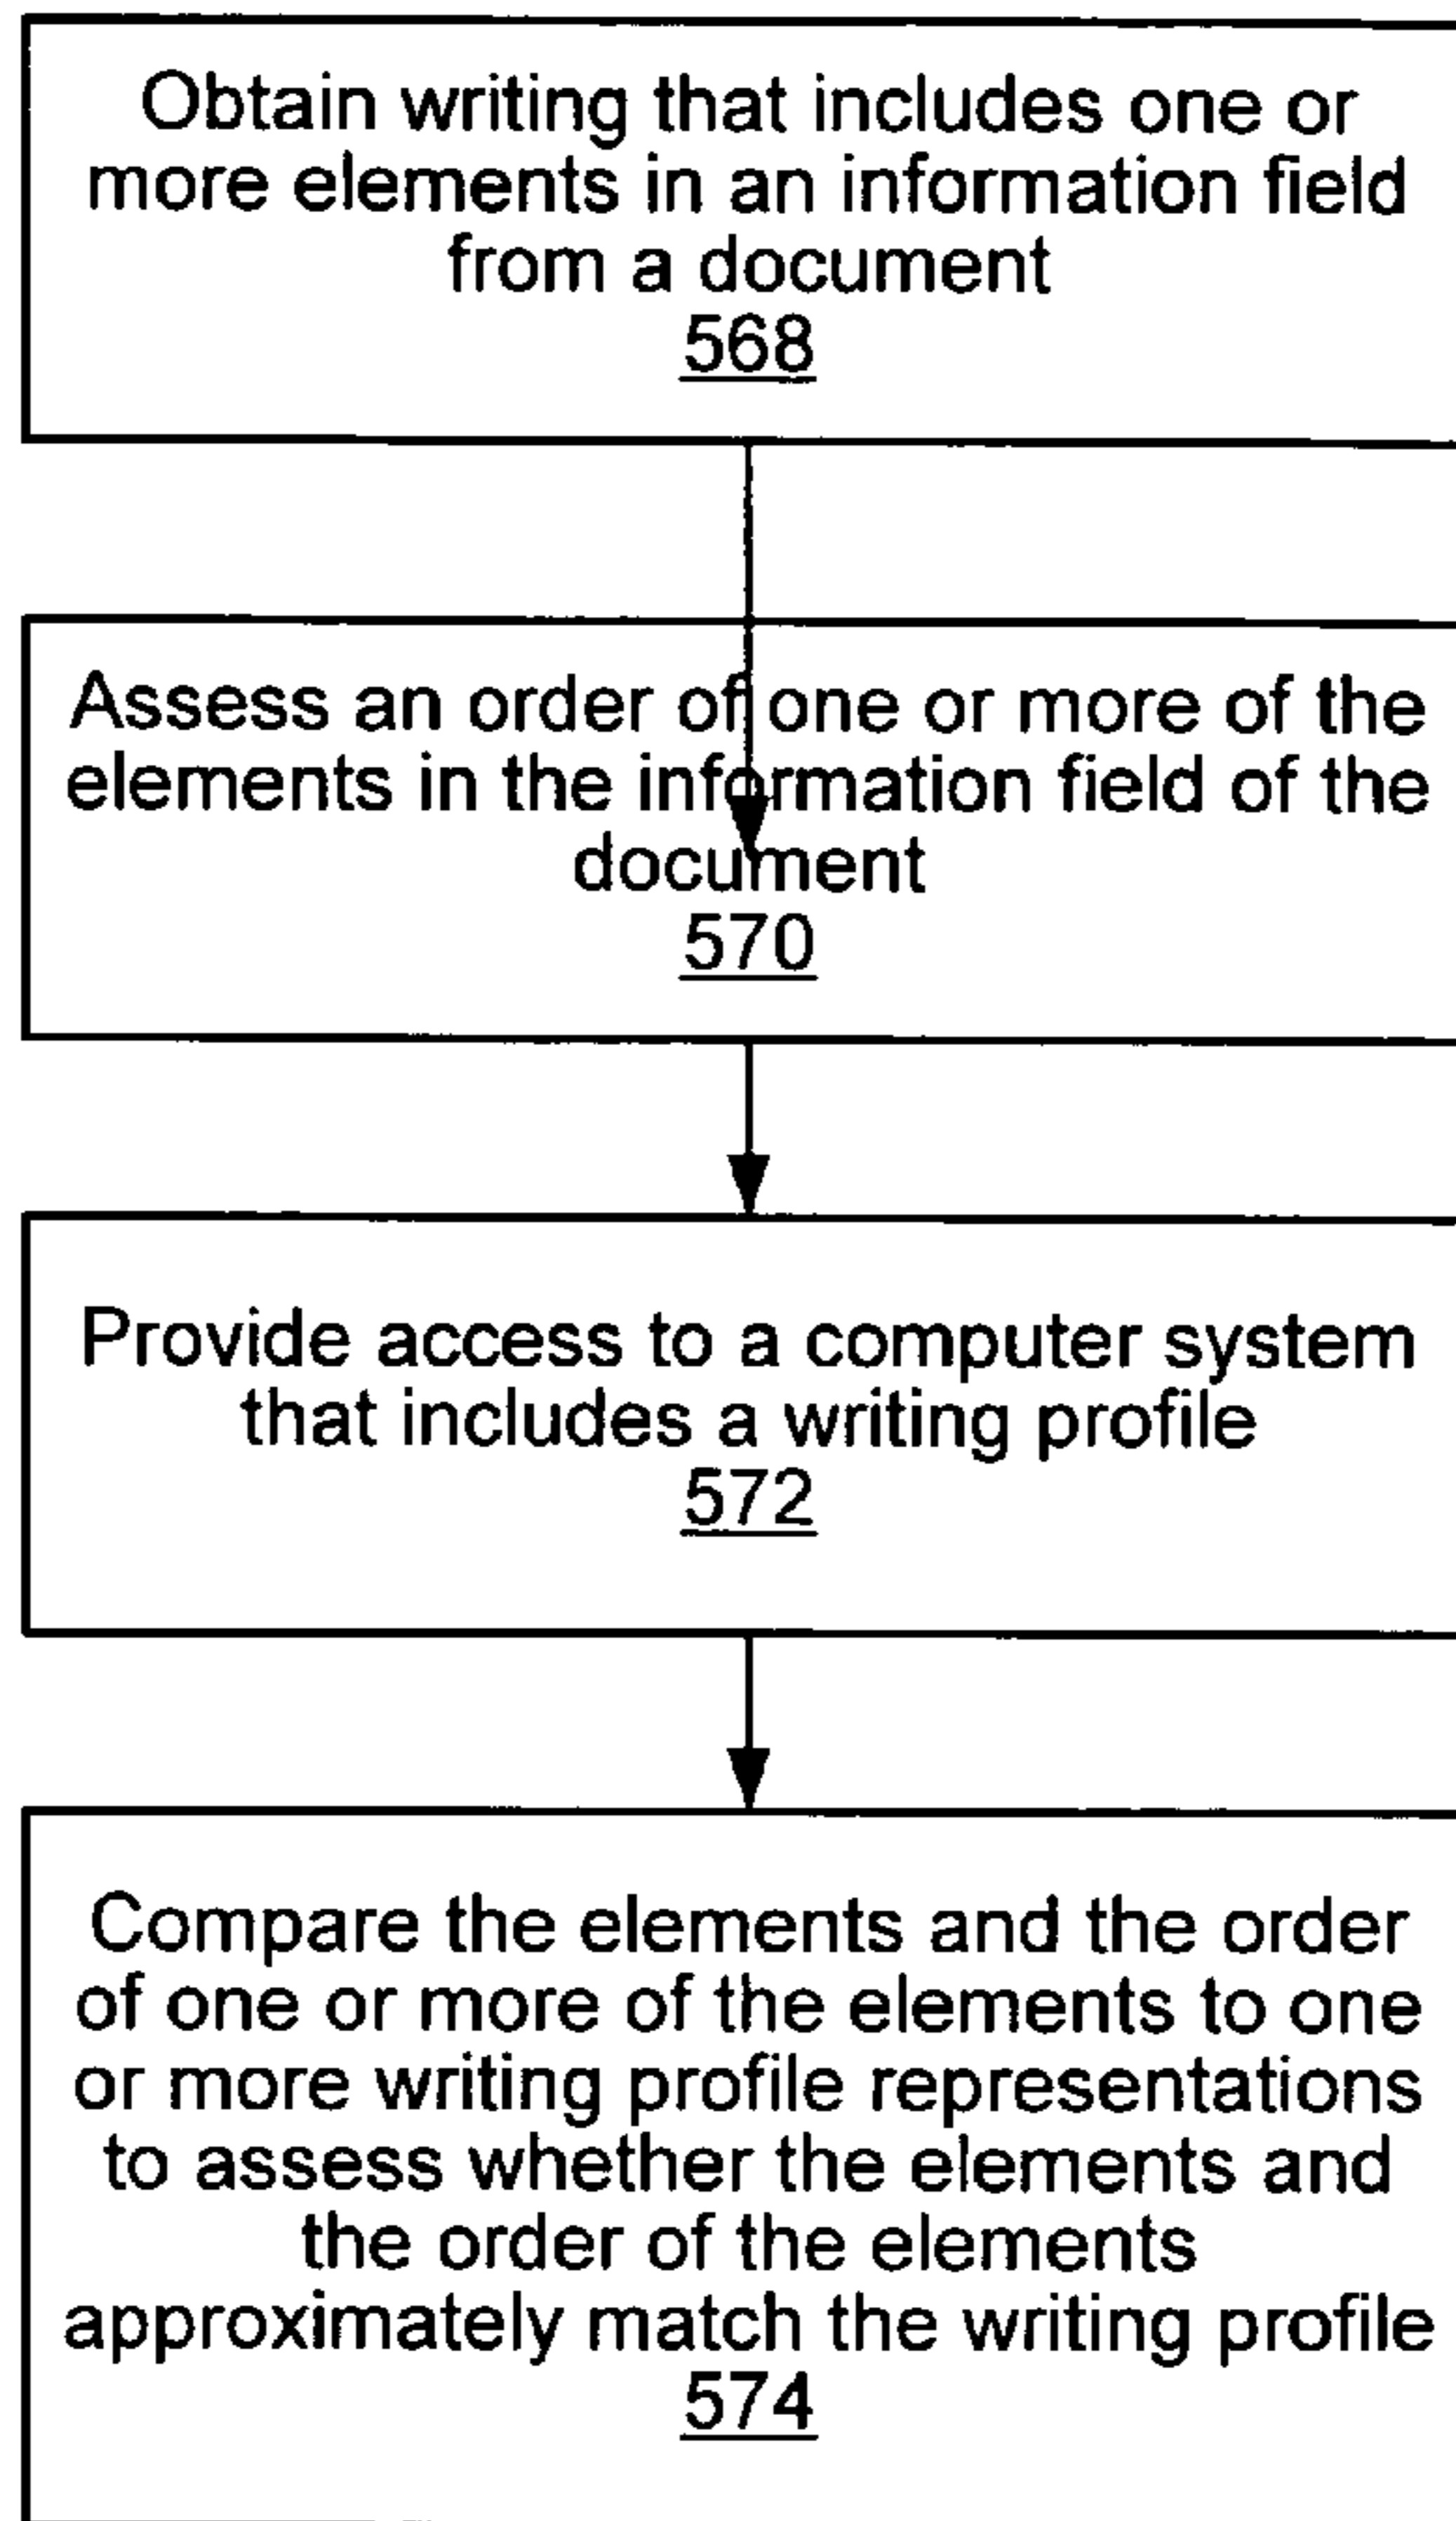 Obtain writing that includes one or
more elements in an information field
from a document
568
Assess an order of one or more of the
elements in the information field of the
document
570
Provide access to a computer system
that includes a writing profile
572
Compare the elements and the order
of one or more of the elements to one
or more writing profile representations
to assess whether the elements and
the order of the elements
approximately match the writing profile
574